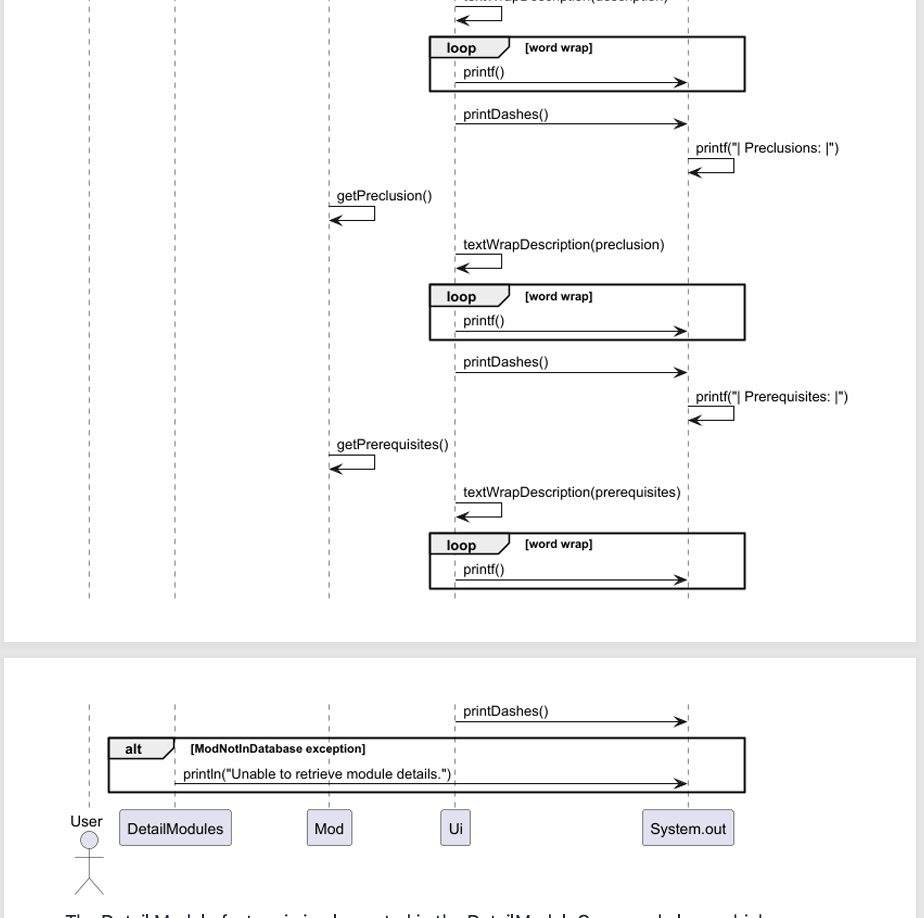 textWrapDescription(description)
loop [word wrap]
printf()
printDashes()
printf("| Preclusions: |")
getPreclusion()
textWrapDescription(preclusion)
loop [word wrap]
printf()
printDashes()
printf("| Prerequisites: |")
getPrerequisites()
textWrapDescription(prerequisites)
loop [word wrap]
printf()
printDashes()
alt [ModNotInDatabase exception]
println("Unable to retrieve module details.")
User
DetailModules Mod Ui System.out